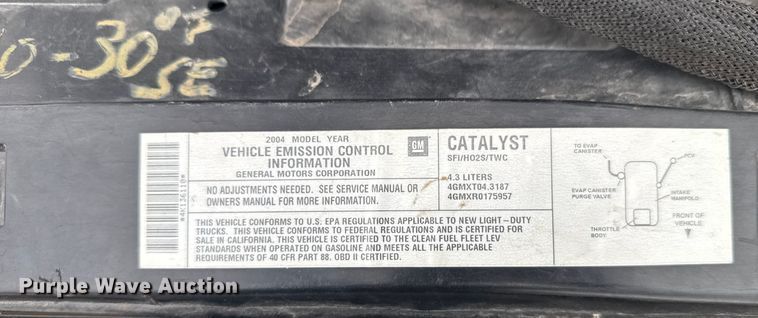 0-30
SE
2004 MODEL YEAR
VEHICLE EMISSION CONTROL
INFORMATION
GENERAL MOTORS CORPORATION
GM
CATALYST
SFI/HO2S/TWC
NO ADJUSTMENTS NEEDED. SEE SERVICE MANUAL OR
OWNERS MANUAL FOR MORE INFORMATION.
4.3 LITERS
4GMXT04.3187
4GMXR0175957
THIS VEHICLE CONFORMS TO U.S. EPA REGULATIONS APPLICABLE TO NEW LIGHT-DUTY
TRUCKS. THIS VEHICLE CONFORMS TO FEDERAL REGULATIONS AND IS CERTIFIED FOR
SALE IN CALIFORNIA. THIS VEHICLE IS CERTIFIED TO THE CLEAN FUEL FLEET LEV
STANDARDS WHEN OPERATED ON GASOLINE AND MEETS ALL THE APPLICABLE
REQUIREMENTS OF 40 CFR PART 88. OBD II CERTIFIED.
TO EVAP
CANISTER
PCV
EVAP CANISTER
PURGE VALVE
INTAKE
MANIFOLD
THROTTLE
BODY
FRONT OF
VEHICLE
Purple Wave Auction